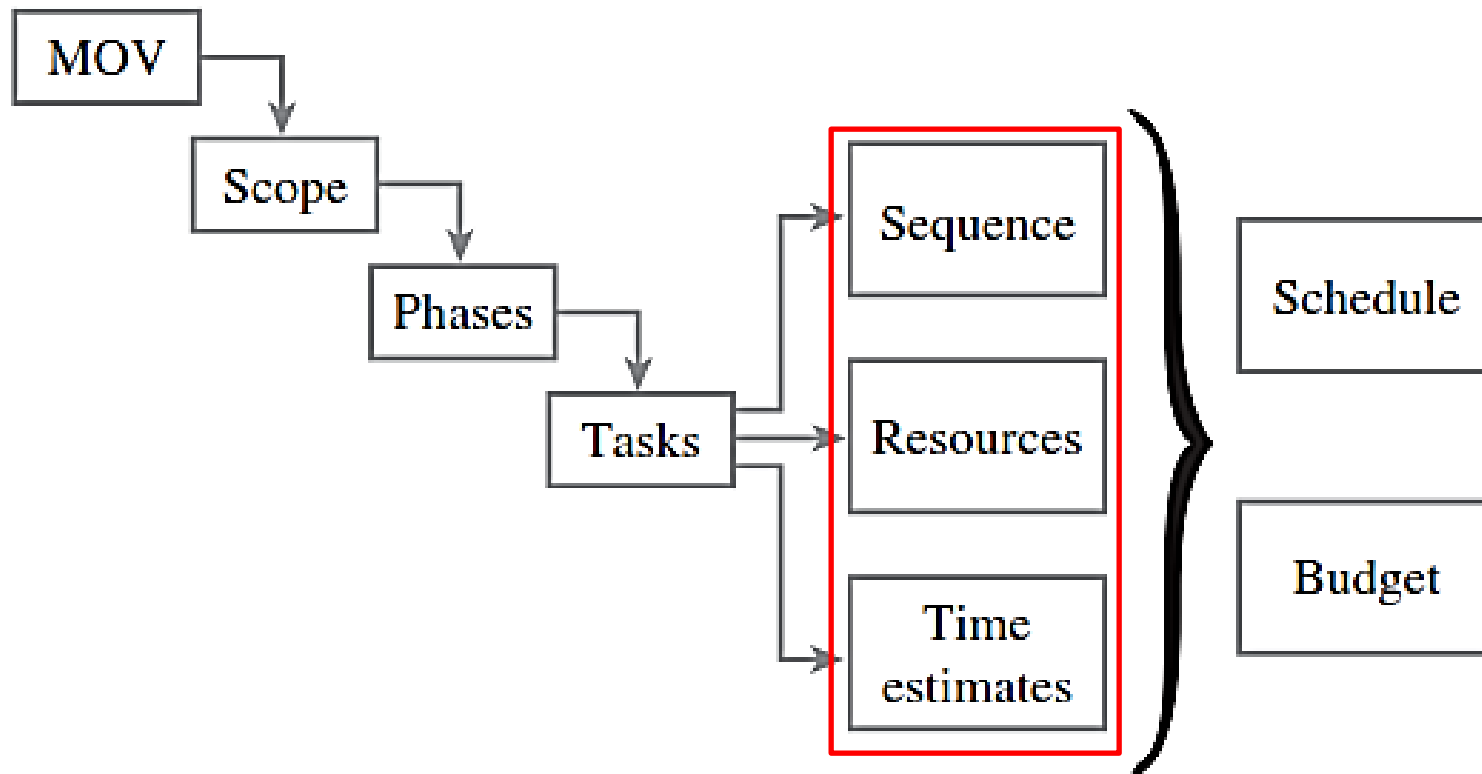 MOV
Scope
Phases
Tasks
Sequence
Resources
Time
estimates
Schedule
Budget